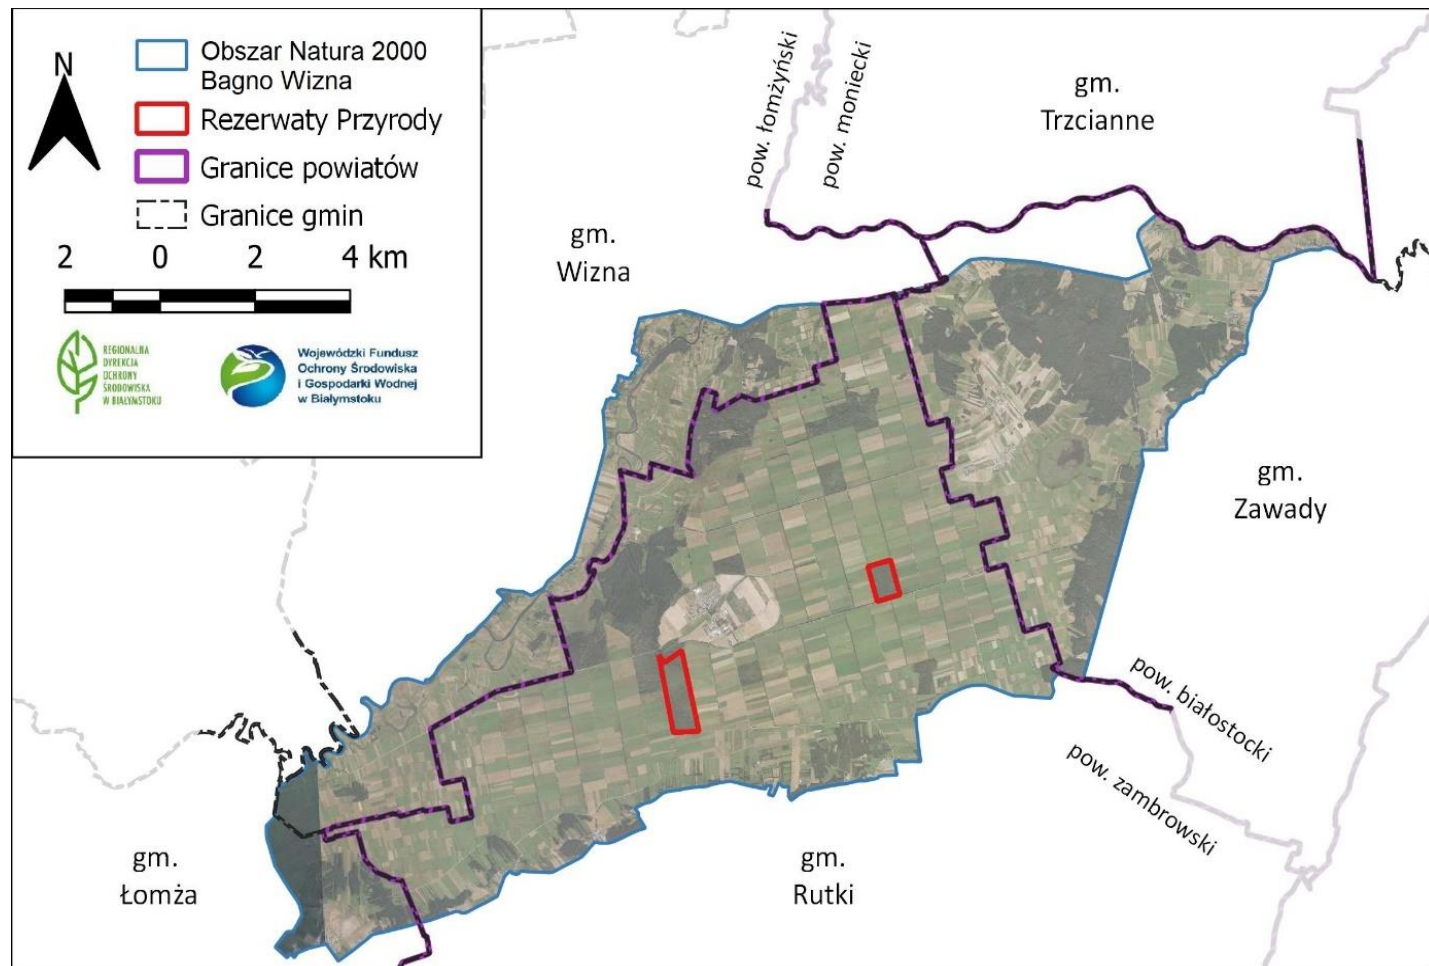 N
Obszar Natura 2000
Bagno Wizna
Rezerwaty Przyrody
Granice powiatów
Granice gmin
2 0 2 4 km
REGIONALNA
DYREKCJA
OCHRONY
ŚRODOWISKA
W BIAŁYMSTOKU
Wojewódzki Fundusz
Ochrony Środowiska
i Gospodarki Wodnej
w Białymstoku
pow. łomżyński
pow. moniecki
gm.
Trzcianne
gm.
Wizna
gm.
Zawady
pow. białostocki
pow. zambrowski
gm.
Łomża
gm.
Rutki